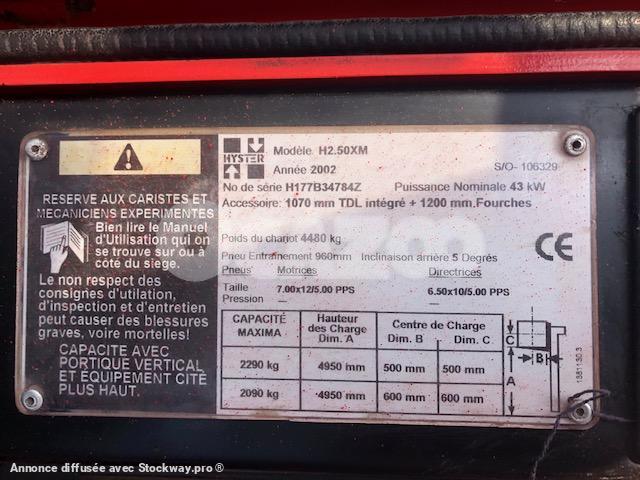 RESERVE AUX CARISTES ET
MECANICIENS EXPERIMENTES
Bien lire le Manuel
d'Utilisation qui on
se trouve sur ou à
côté du siege.
Le non respect des
consignes d'utilation,
d'inspection et d'entretien
peut causer des blessures
graves, voire mortelles!
CAPACITE AVEC
PORTIQUE VERTICAL
ET EQUIPEMENT CITÉ
PLUS HAUT.
HYSTER
Modèle H2.50XM
Année 2002 S/O- 106329
No de série H177B34784Z Puissance Nominale 43 kW
Accessoire: 1070 mm TDL intégré + 1200 mm.Fourches
Poids du chariot 4480 kg
Pneu Entraînement 960mm Inclinaison arrière 5 Degrés
Pneus Motrices Directrices
Taille 7.00x12/5.00 PPS 6.50x10/5.00 PPS
Pression — —
CAPACITÉ MAXIMA Hauteur des Charge Dim. A Centre de Charge Dim. B Dim. C
2290 kg 4950 mm 500 mm 500 mm
2090 kg 4950 mm 600 mm 600 mm
C
B
A
CE
1381130 3
Annonce diffusée avec Stockway.pro®